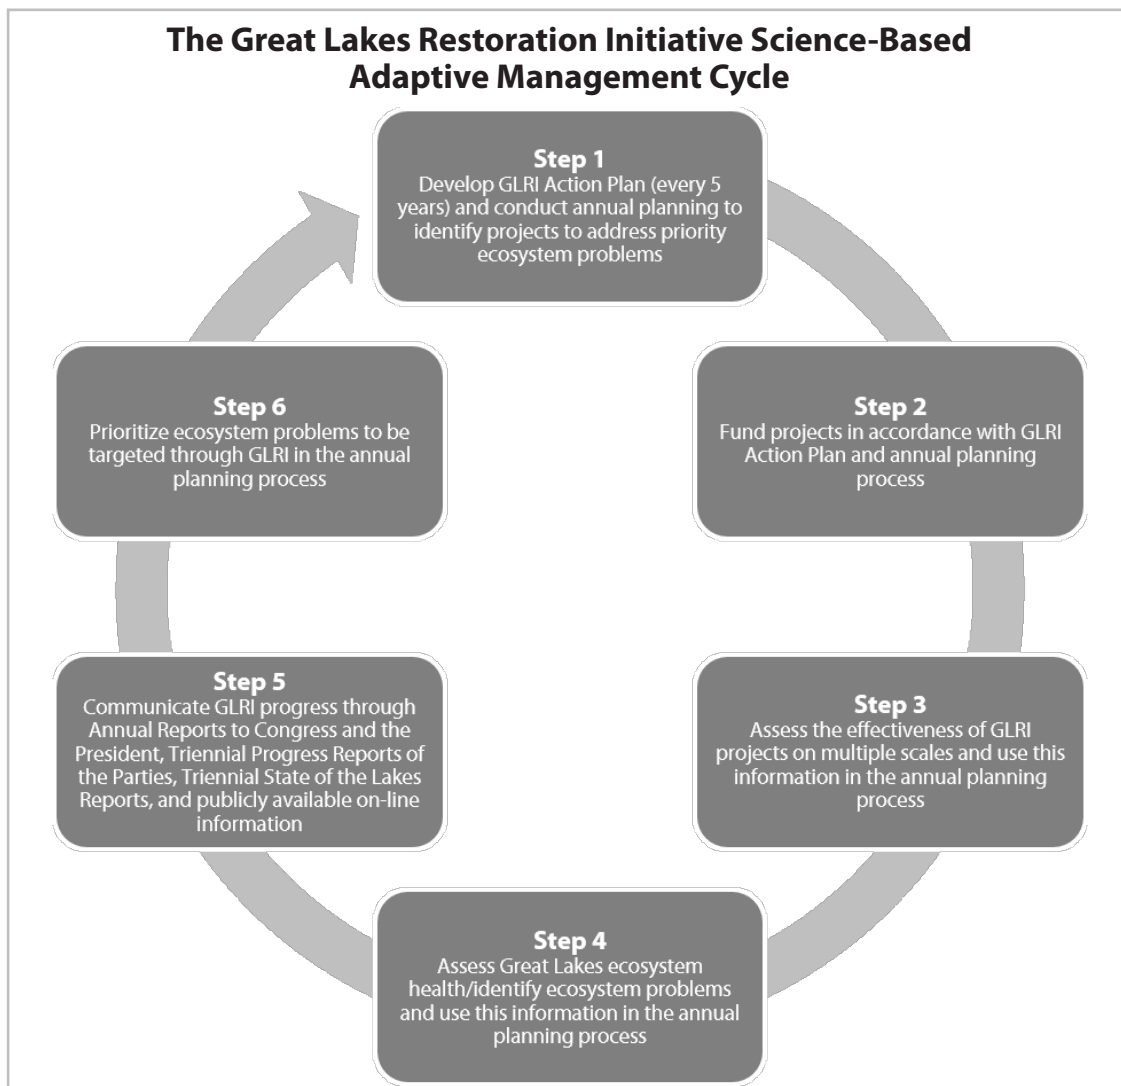 The Great Lakes Restoration Initiative Science-Based
Adaptive Management Cycle
Step 1
Develop GLRI Action Plan (every 5
years) and conduct annual planning to
identify projects to address priority
ecosystem problems
Step 2
Fund projects in accordance with GLRI
Action Plan and annual planning
process
Step 3
Assess the effectiveness of GLRI
projects on multiple scales and use this
information in the annual planning
process
Step 4
Assess Great Lakes ecosystem
health/identify ecosystem problems
and use this information in the annual
planning process
Step 5
Communicate GLRI progress through
Annual Reports to Congress and the
President, Triennial Progress Reports of
the Parties, Triennial State of the Lakes
Reports, and publicly available on-line
information
Step 6
Prioritize ecosystem problems to be
targeted through GLRI in the annual
planning process